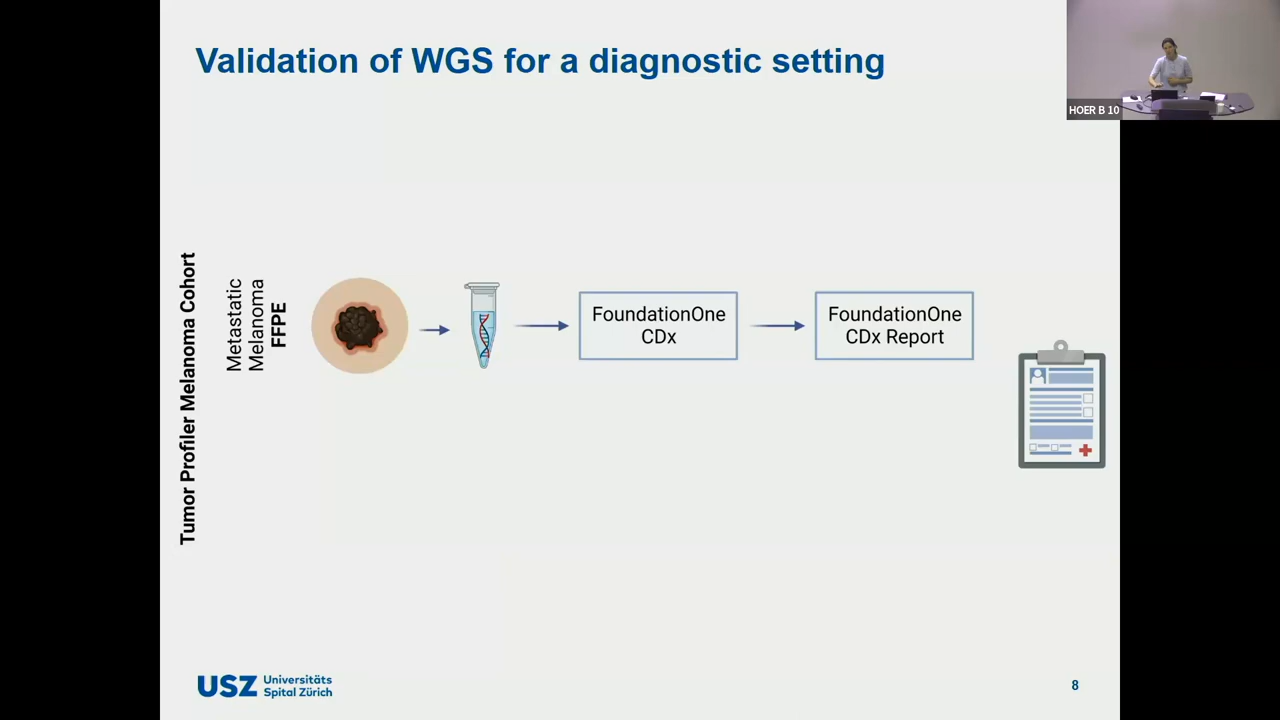 Validation of WGS for a diagnostic setting
HOER B 10
Tumor Profiler Melanoma Cohort
Metastatic
Melanoma
FFPE
FoundationOne
CDx
FoundationOne
CDx Report
USZ Universitäts
Spital Zürich
8